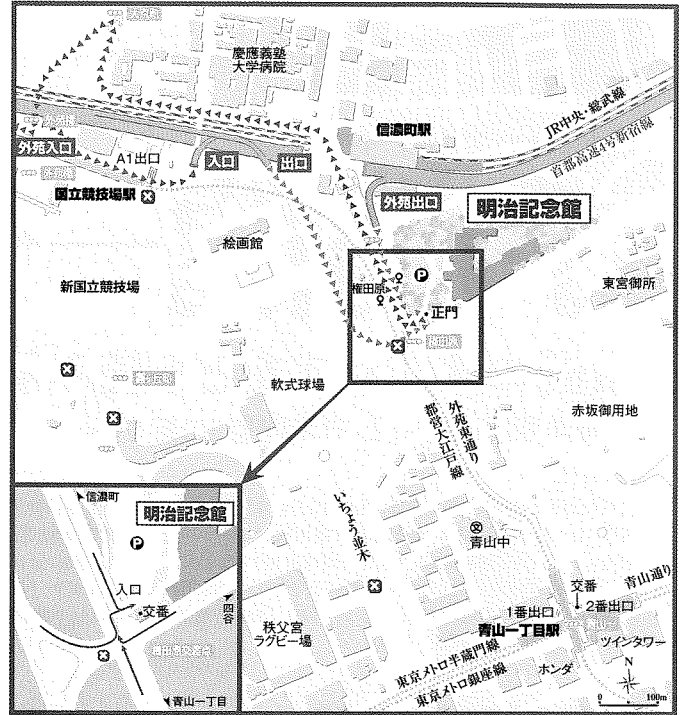 慶應義塾
大学病院
信濃町駅
JR中央・総武線
首都高速4号新宿線
外苑入口
A1出口
入口
出口
国立競技場駅
外苑出口
明治記念館
絵画館
新国立競技場
権田原
P
正門
東宮御所
軟式球場
赤坂御用地
外苑東通り
都営大江戸線
いちょう並木
文
青山中
秩父宮
ラグビー場
交番
青山通り
1番出口
2番出口
青山一丁目駅
ツインタワー
東京メトロ半蔵門線
東京メトロ銀座線
ホンダ
N
0
100m
信濃町
明治記念館
P
入口
交番
四谷
青山一丁目